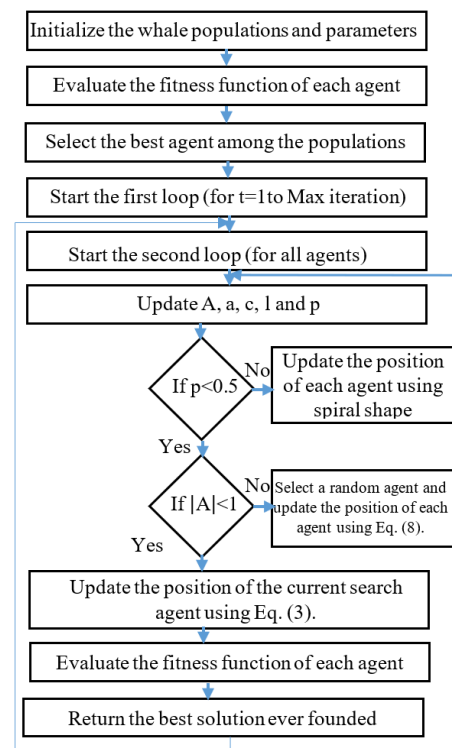 Initialize the whale populations and parameters
Evaluate the fitness function of each agent
Select the best agent among the populations
Start the first loop (for t=1to Max iteration)
Start the second loop (for all agents)
Update A, a, c, l and p
If p<0.5
No
Update the position
of each agent using
spiral shape
Yes
If |A|<1
No
Select a random agent and
update the position of each
agent using Eq. (8).
Yes
Update the position of the current search
agent using Eq. (3).
Evaluate the fitness function of each agent
Return the best solution ever founded